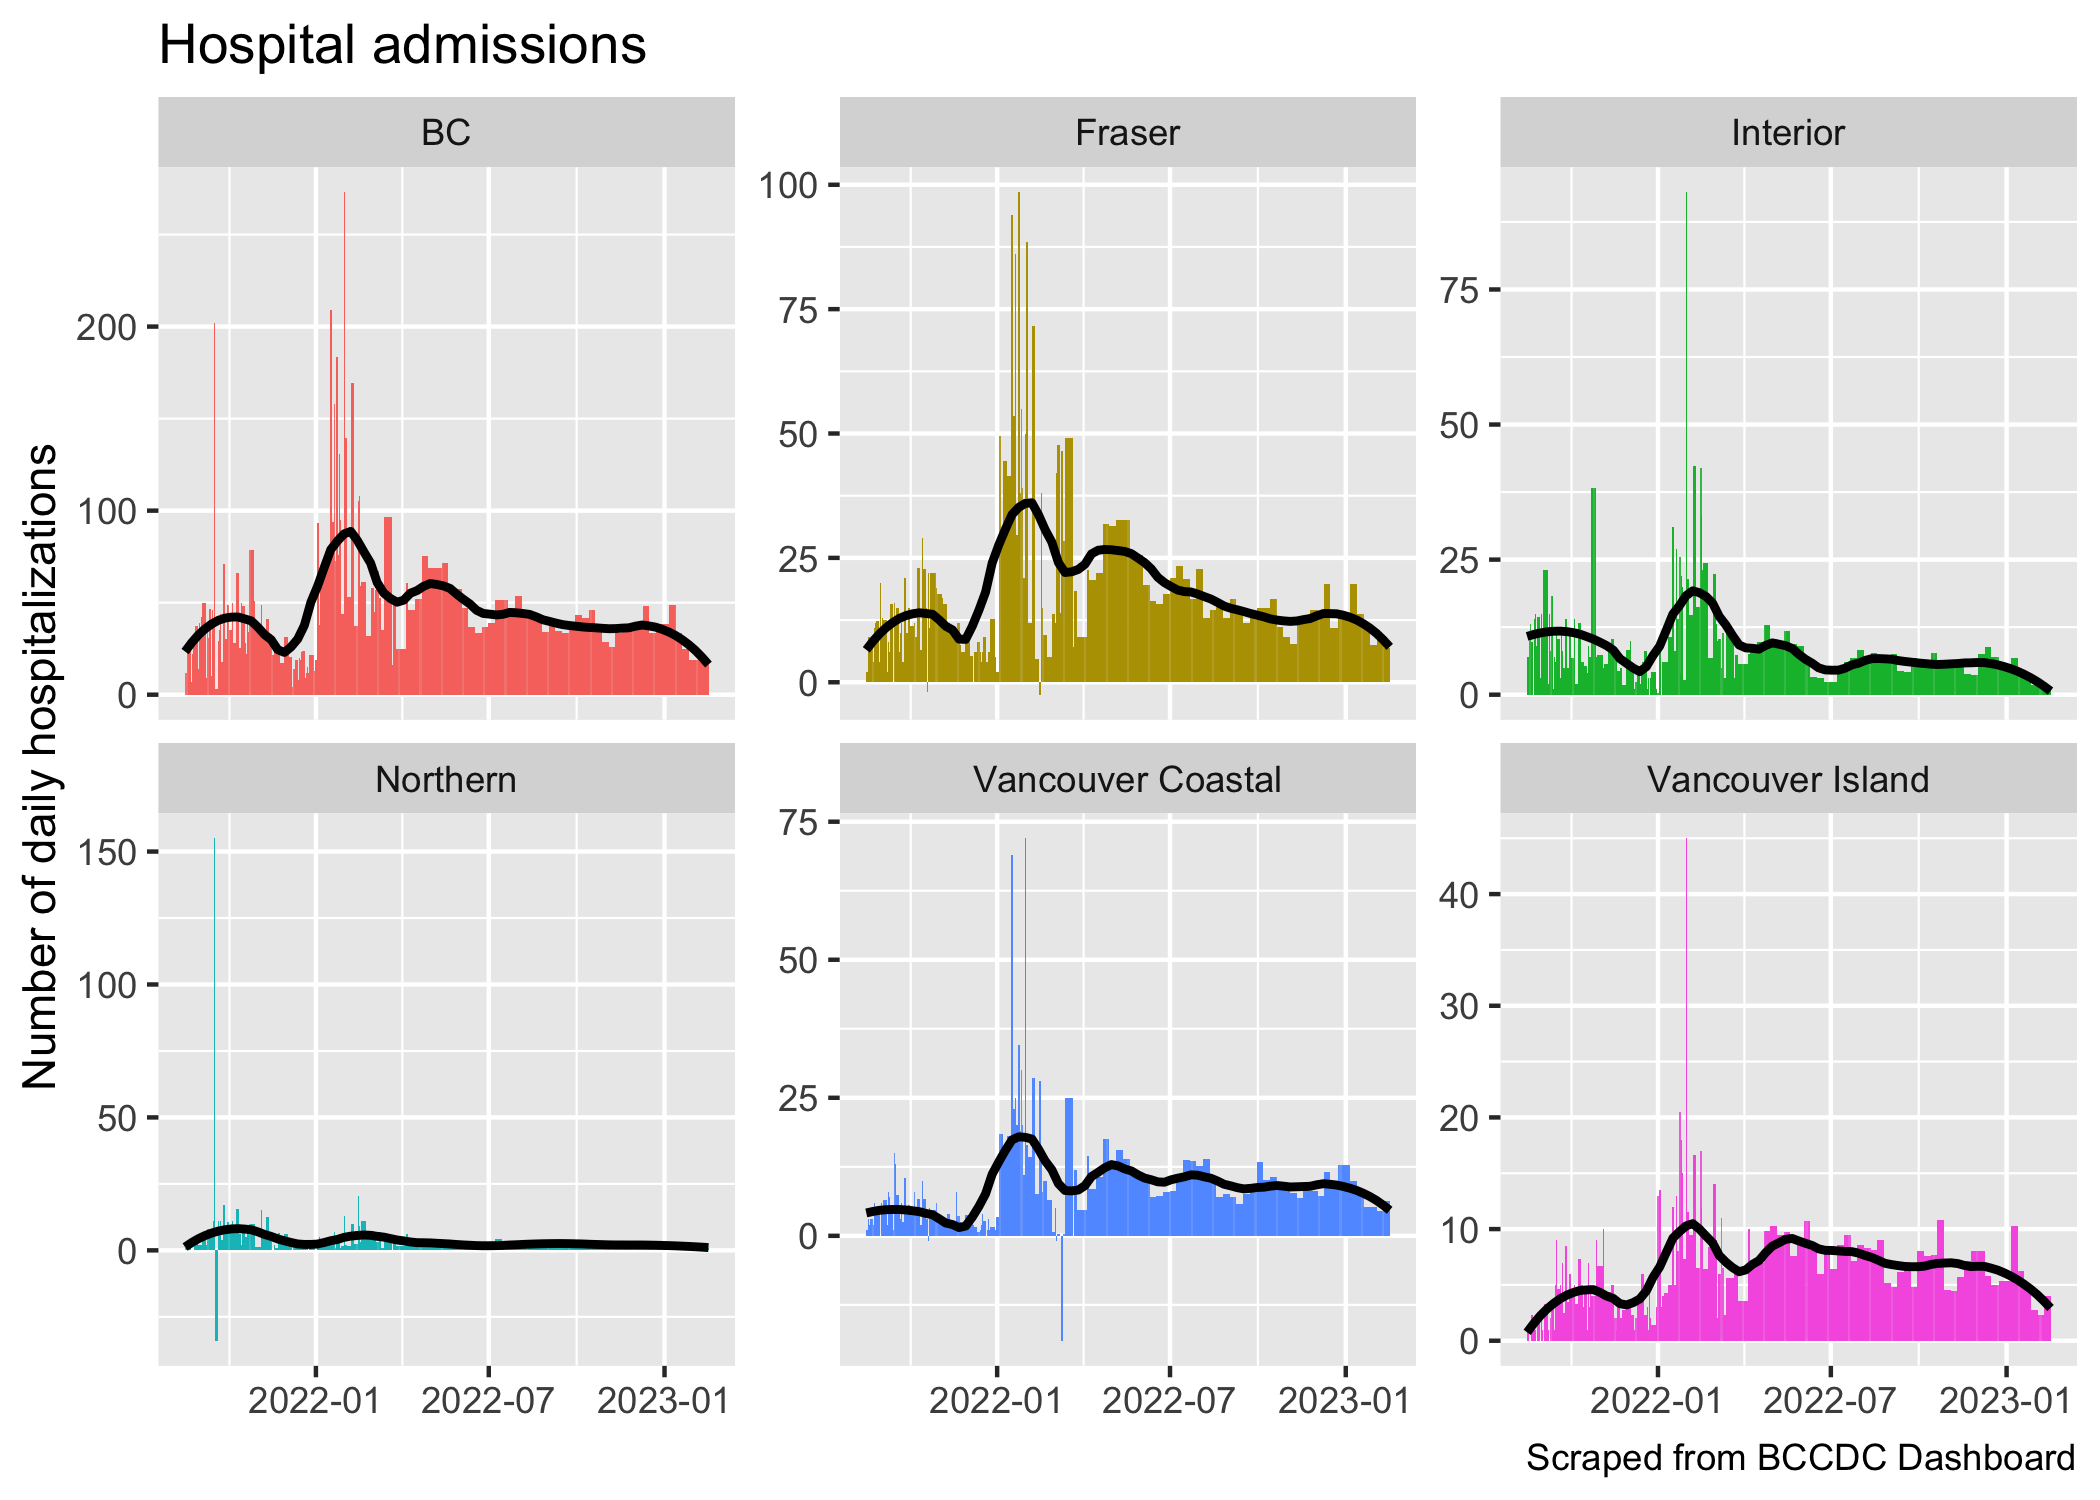 Hospital admissions
BC
Fraser
Interior
200
100
0
100
75
50
25
0
75
50
25
0
Number of daily hospitalizations
Northern
Vancouver Coastal
Vancouver Island
150
100
50
0
75
50
25
0
40
30
20
10
0
2022-01 2022-07 2023-01
2022-01 2022-07 2023-01
2022-01 2022-07 2023-01
Scraped from BCCDC Dashboard